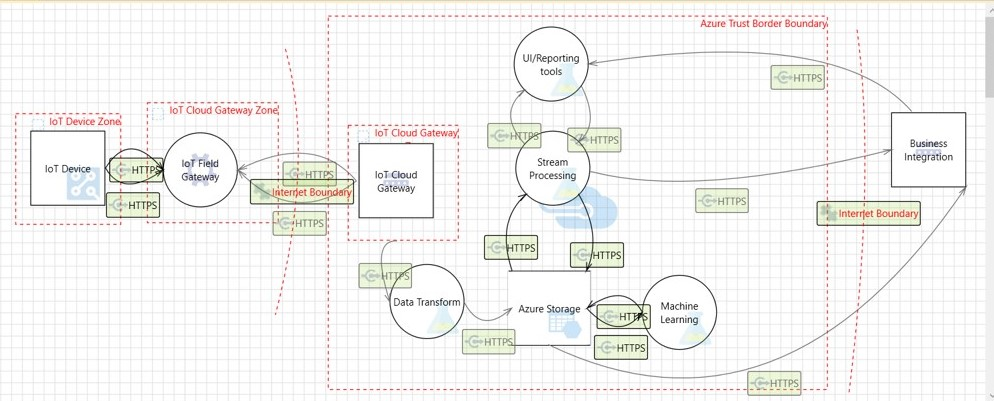 Azure Trust Border Boundary
UI/Reporting
tools
HTTPS
IoT Device Zone
IoT Cloud Gateway Zone
IoT Cloud Gateway
HTTPS
HTTPS
IoT Device
HTTPS
IoT Field
Gateway
HTTPS
Internet Boundary
IoT Cloud
Gateway
Stream
Processing
Business
Integration
HTTPS
HTTPS
HTTPS
Internet Boundary
HTTPS
HTTPS
HTTPS
Data Transform
Azure Storage
HTTPS
Machine
Learning
HTTPS
HTTPS
HTTPS